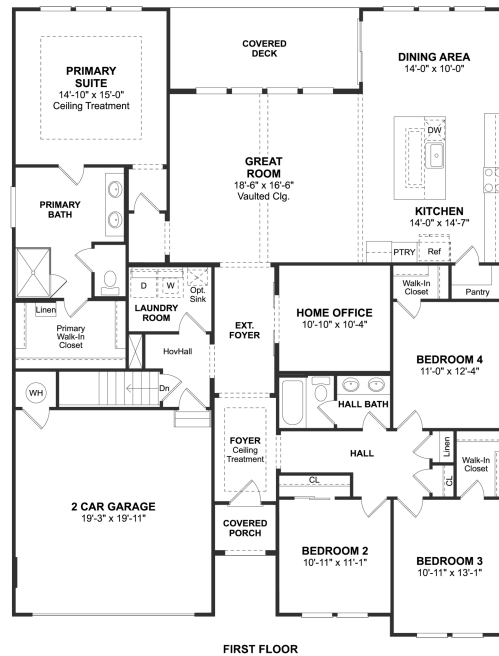 COVERED
DECK
DINING AREA
14'-0" x 10'-0"
PRIMARY
SUITE
14'-10" x 15'-0"
Ceiling Treatment
DW
GREAT
ROOM
18'-6" x 16'-6"
Vaulted Clg.
PRIMARY
BATH
KITCHEN
14'-0" x 14'-7"
PTRY
Ref
D
W
Opt.
Sink
LAUNDRY
ROOM
Walk-In
Closet
Pantry
Linen
Primary
Walk-In
Closet
EXT.
FOYER
HOME OFFICE
10'-10" x 10'-4"
HovHall
BEDROOM 4
11'-0" x 12'-4"
WH
Dn
HALL BATH
FOYER
Ceiling
Treatment
HALL
Linen
Walk-In
Closet
CL
CL
2 CAR GARAGE
19'-3" x 19'-11"
COVERED
PORCH
BEDROOM 2
10'-11" x 11'-1"
BEDROOM 3
10'-11" x 13'-1"
FIRST FLOOR